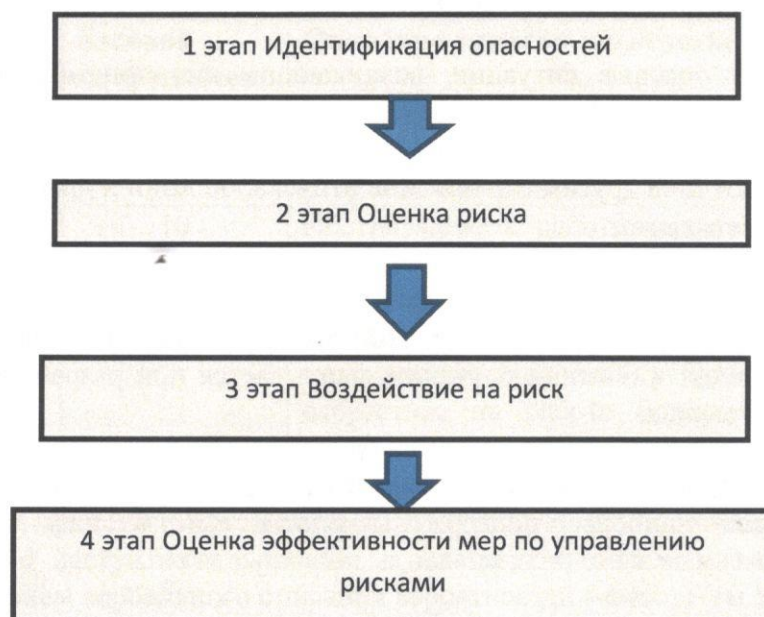 1 этап Идентификация опасностей
2 этап Оценка риска
3 этап Воздействие на риск
4 этап Оценка эффективности мер по управлению
рисками